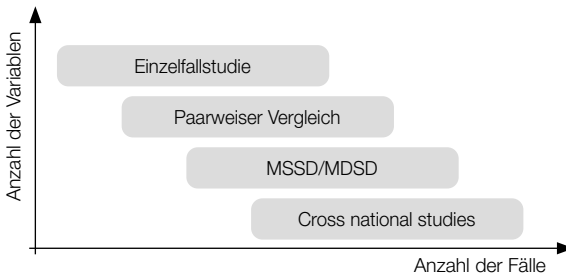 Anzahl der Variablen
Einzelfallstudie
Paarweiser Vergleich
MSSD/MDSD
Cross national studies
Anzahl der Fälle